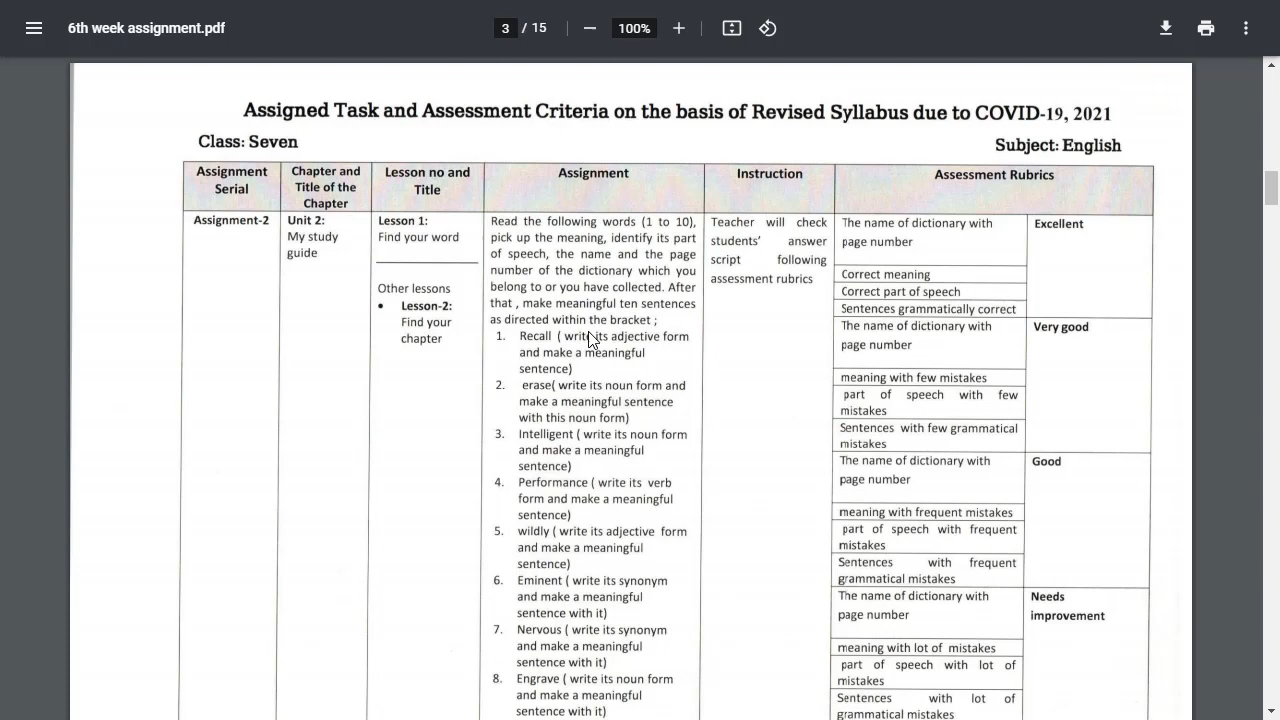 6th week assignment.pdf
3 / 15
100%
Assigned Task and Assessment Criteria on the basis of Revised Syllabus due to COVID-19, 2021
Class: Seven
Subject: English
Assignment Serial
Chapter and Title of the Chapter
Lesson no and Title
Assignment
Instruction
Assessment Rubrics
Assignment-2
Unit 2:
My study
guide
Lesson 1:
Find your word
Other lessons
• Lesson-2:
Find your
chapter
Read the following words (1 to 10),
pick up the meaning, identify its part
of speech, the name and the page
number of the dictionary which you
belong to or you have collected. After
that , make meaningful ten sentences
as directed within the bracket ;
1. Recall ( write its adjective form
and make a meaningful
sentence)
2. erase( write its noun form and
make a meaningful sentence
with this noun form)
3. Intelligent ( write its noun form
and make a meaningful
sentence)
4. Performance ( write its verb
form and make a meaningful
sentence)
5. wildly ( write its adjective form
and make a meaningful
sentence)
6. Eminent ( write its synonym
and make a meaningful
sentence with it)
7. Nervous ( write its synonym
and make a meaningful
sentence with it)
8. Engrave ( write its noun form
and make a meaningful
sentence with it)
Teacher will check
students’ answer
script following
assessment rubrics
The name of dictionary with
page number
Correct meaning
Correct part of speech
Sentences grammatically correct
Excellent
The name of dictionary with
page number
meaning with few mistakes
part of speech with few
mistakes
Sentences with few grammatical
mistakes
Very good
The name of dictionary with
page number
meaning with frequent mistakes
part of speech with frequent
mistakes
Sentences with frequent
grammatical mistakes
Good
The name of dictionary with
page number
meaning with lot of mistakes
part of speech with lot of
mistakes
Sentences with lot of
grammatical mistakes
Needs
improvement